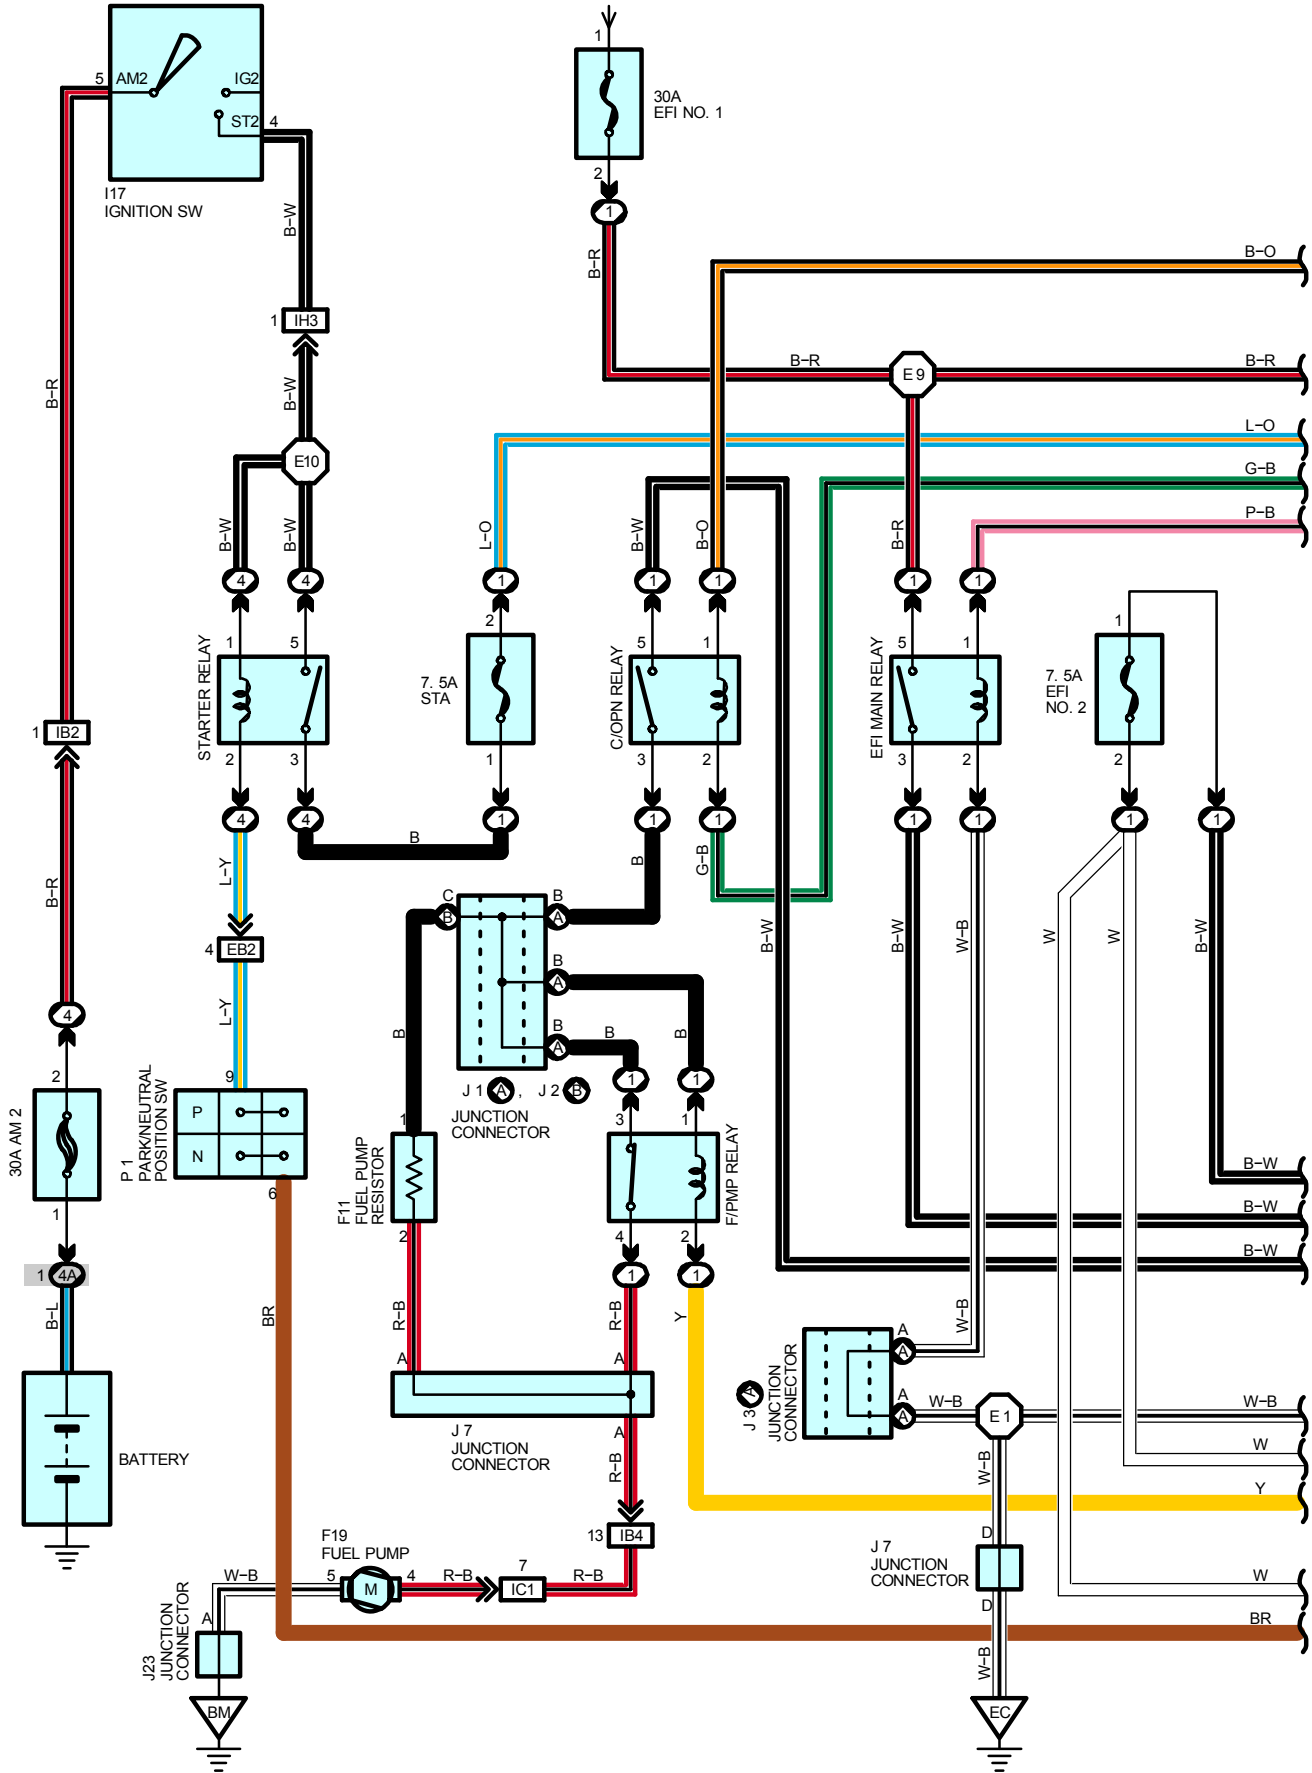 5
AM2
IG2
ST2
4
I17
IGNITION SW
B-W
1
IH3
B-W
E10
B-W
B-W
4
4
1
5
STARTER RELAY
2
3
4
4
B
L-Y
4
EB2
L-Y
9
P
N
P 1
PARK/NEUTRAL
POSITION SW
6
BR
B-R
1
IB2
B-R
4
2
30A AM 2
1
1
4A
B-L
BATTERY
1
30A
EFI NO. 1
2
1
B-R
B-R
E 9
B-R
B-O
L-O
G-B
P-B
L-O
1
2
7. 5A
STA
1
1
B-W
B-O
1
1
5
1
C/OPN RELAY
3
2
1
1
B
G-B
B-W
B-R
1
1
5
1
EFI MAIN RELAY
3
2
1
1
B-W
W-B
1
7. 5A
EFI
NO. 2
2
1
1
W
W
B-W
C
B
B
A
B
A
B
A
B
B
B
J 1
A
,
J 2
B
JUNCTION
CONNECTOR
1
F11
FUEL PUMP
RESISTOR
2
1
1
3
1
F/PMP RELAY
4
2
1
1
R-B
R-B
Y
A
A
J 7
JUNCTION
CONNECTOR
A
R-B
13
IB4
F19
FUEL PUMP
W-B
5
M
4
R-B
7
IC1
R-B
A
J23
JUNCTION
CONNECTOR
BM
B-W
B-W
B-W
W-B
J 3
A
JUNCTION
CONNECTOR
A
A
A
A
W-B
E 1
W-B
W
Y
W-B
D
J 7
JUNCTION
CONNECTOR
D
W-B
W
BR
EC